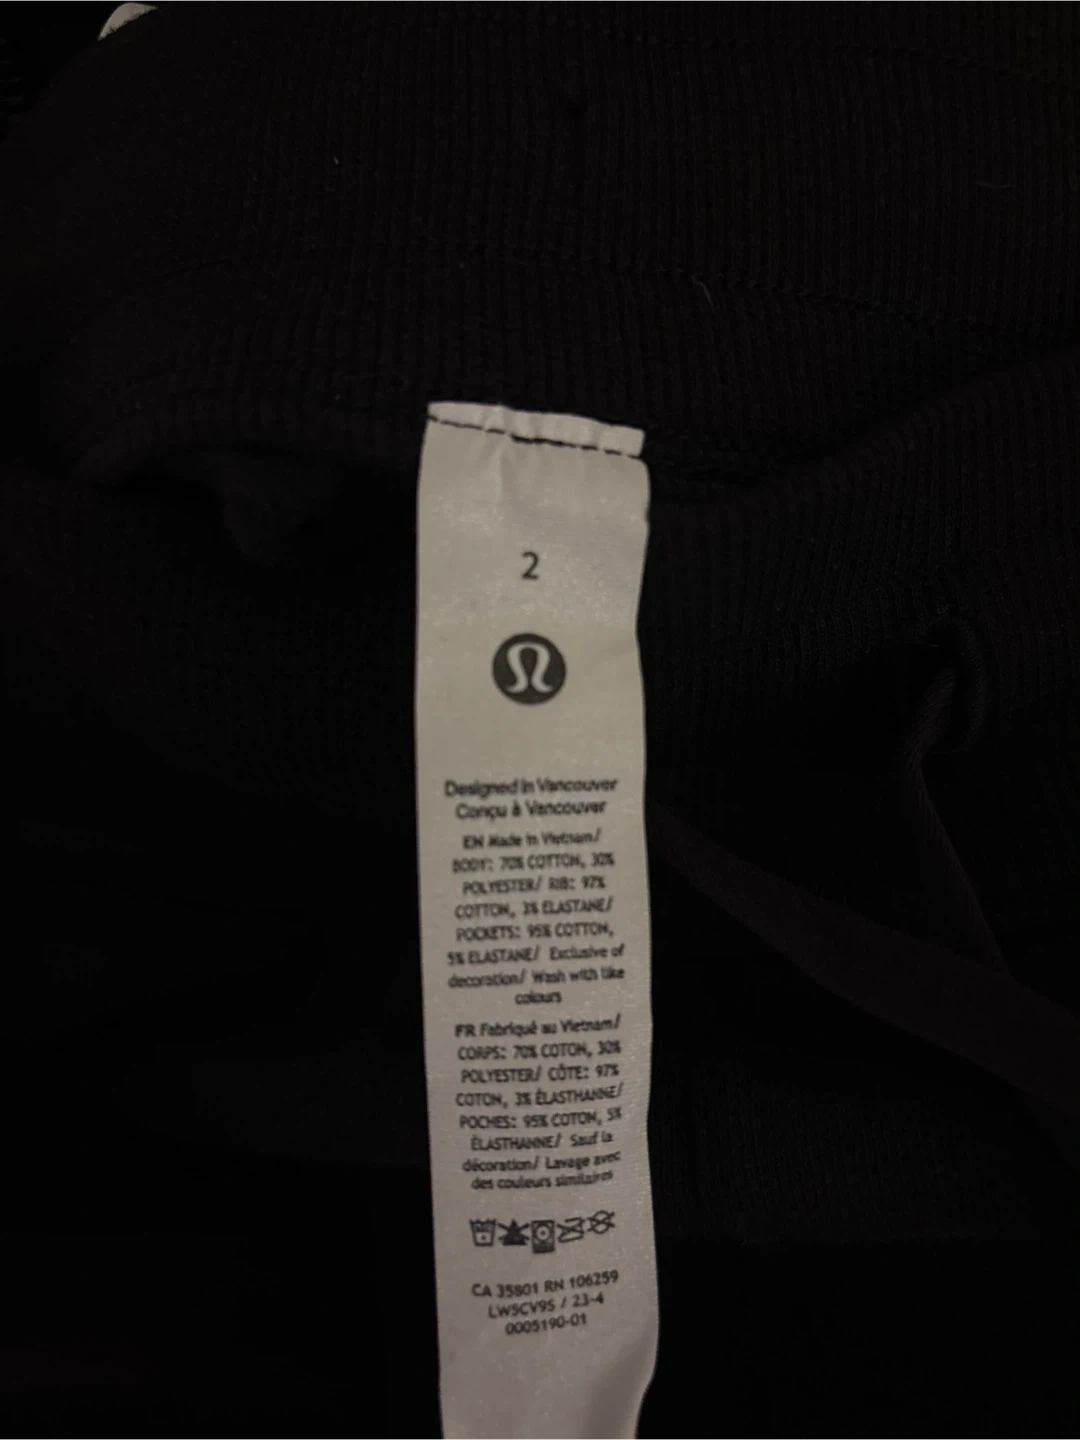 2
Designed in Vancouver
Conçu à Vancouver
EN Made in Vietnam/
BODY: 70% COTTON, 30%
POLYESTER/ RIB: 97%
COTTON, 3% ELASTANE/
POCKETS: 95% COTTON,
5% ELASTANE/ Exclusive of
decoration/ Wash with like
colours
FR Fabriqué au Vietnam/
CORPS: 70% COTON, 30%
POLYESTER/ CÔTE: 97%
COTON, 3% ÉLASTHANNE/
POCHES: 95% COTON, 5%
ÉLASTHANNE/ Sauf la
décoration/ Lavage avec
des couleurs similaires
CA 35801 RN 106259
LW5CV9S / 23-4
0005190-01